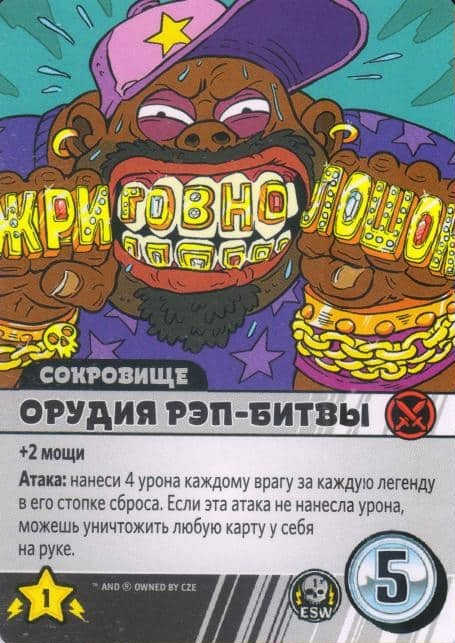 ЖРИ ГОВНО ЛОШО
СОКРОВИЩЕ
ОРУДИЯ РЭП-БИТВЫ
+2 мощи
Атака: нанеси 4 урона каждому врагу за каждую легенду
в его стопке сброса. Если эта атака не нанесла урона,
можешь уничтожить любую карту у себя
на руке.
1
™ AND ® OWNED BY CZE
ESW
5